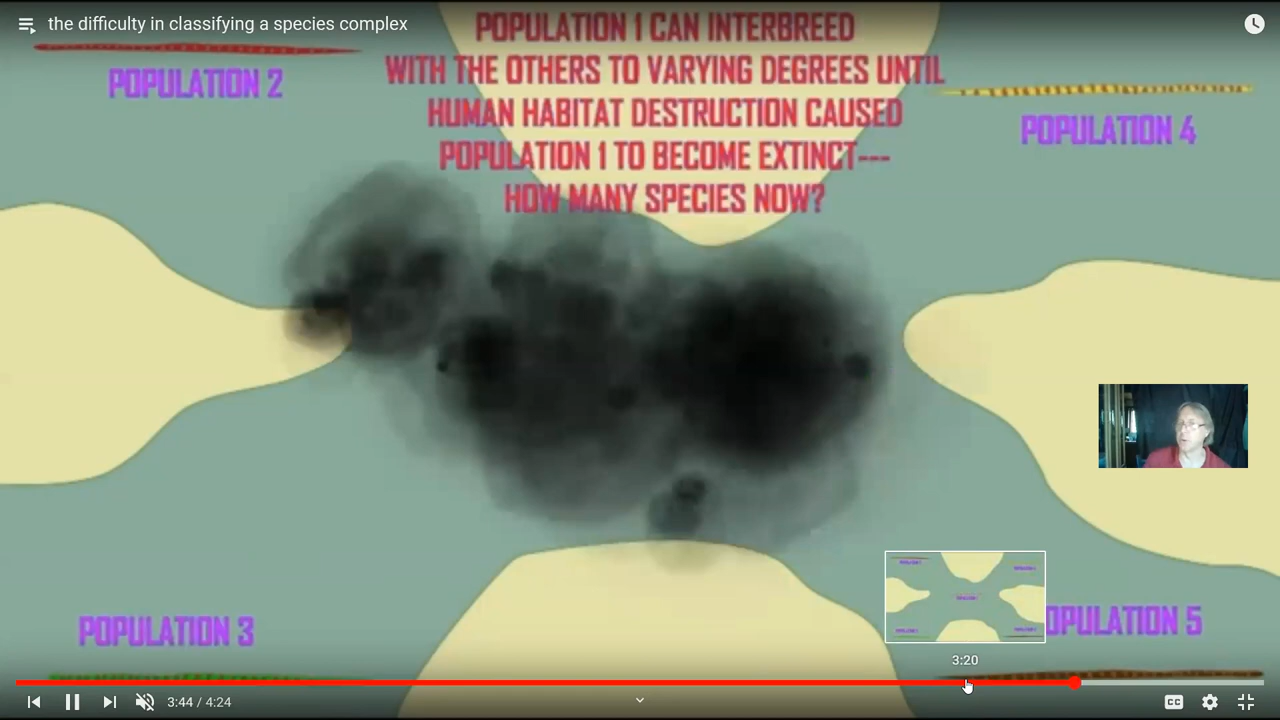 the difficulty in classifying a species complex
POPULATION 1 CAN INTERBREED
WITH THE OTHERS TO VARYING DEGREES UNTIL
HUMAN HABITAT DESTRUCTION CAUSED
POPULATION 1 TO BECOME EXTINCT---
HOW MANY SPECIES NOW?
POPULATION 2
POPULATION 4
POPULATION 3
OPULATION 5
3:20
3:44 / 4:24
CC